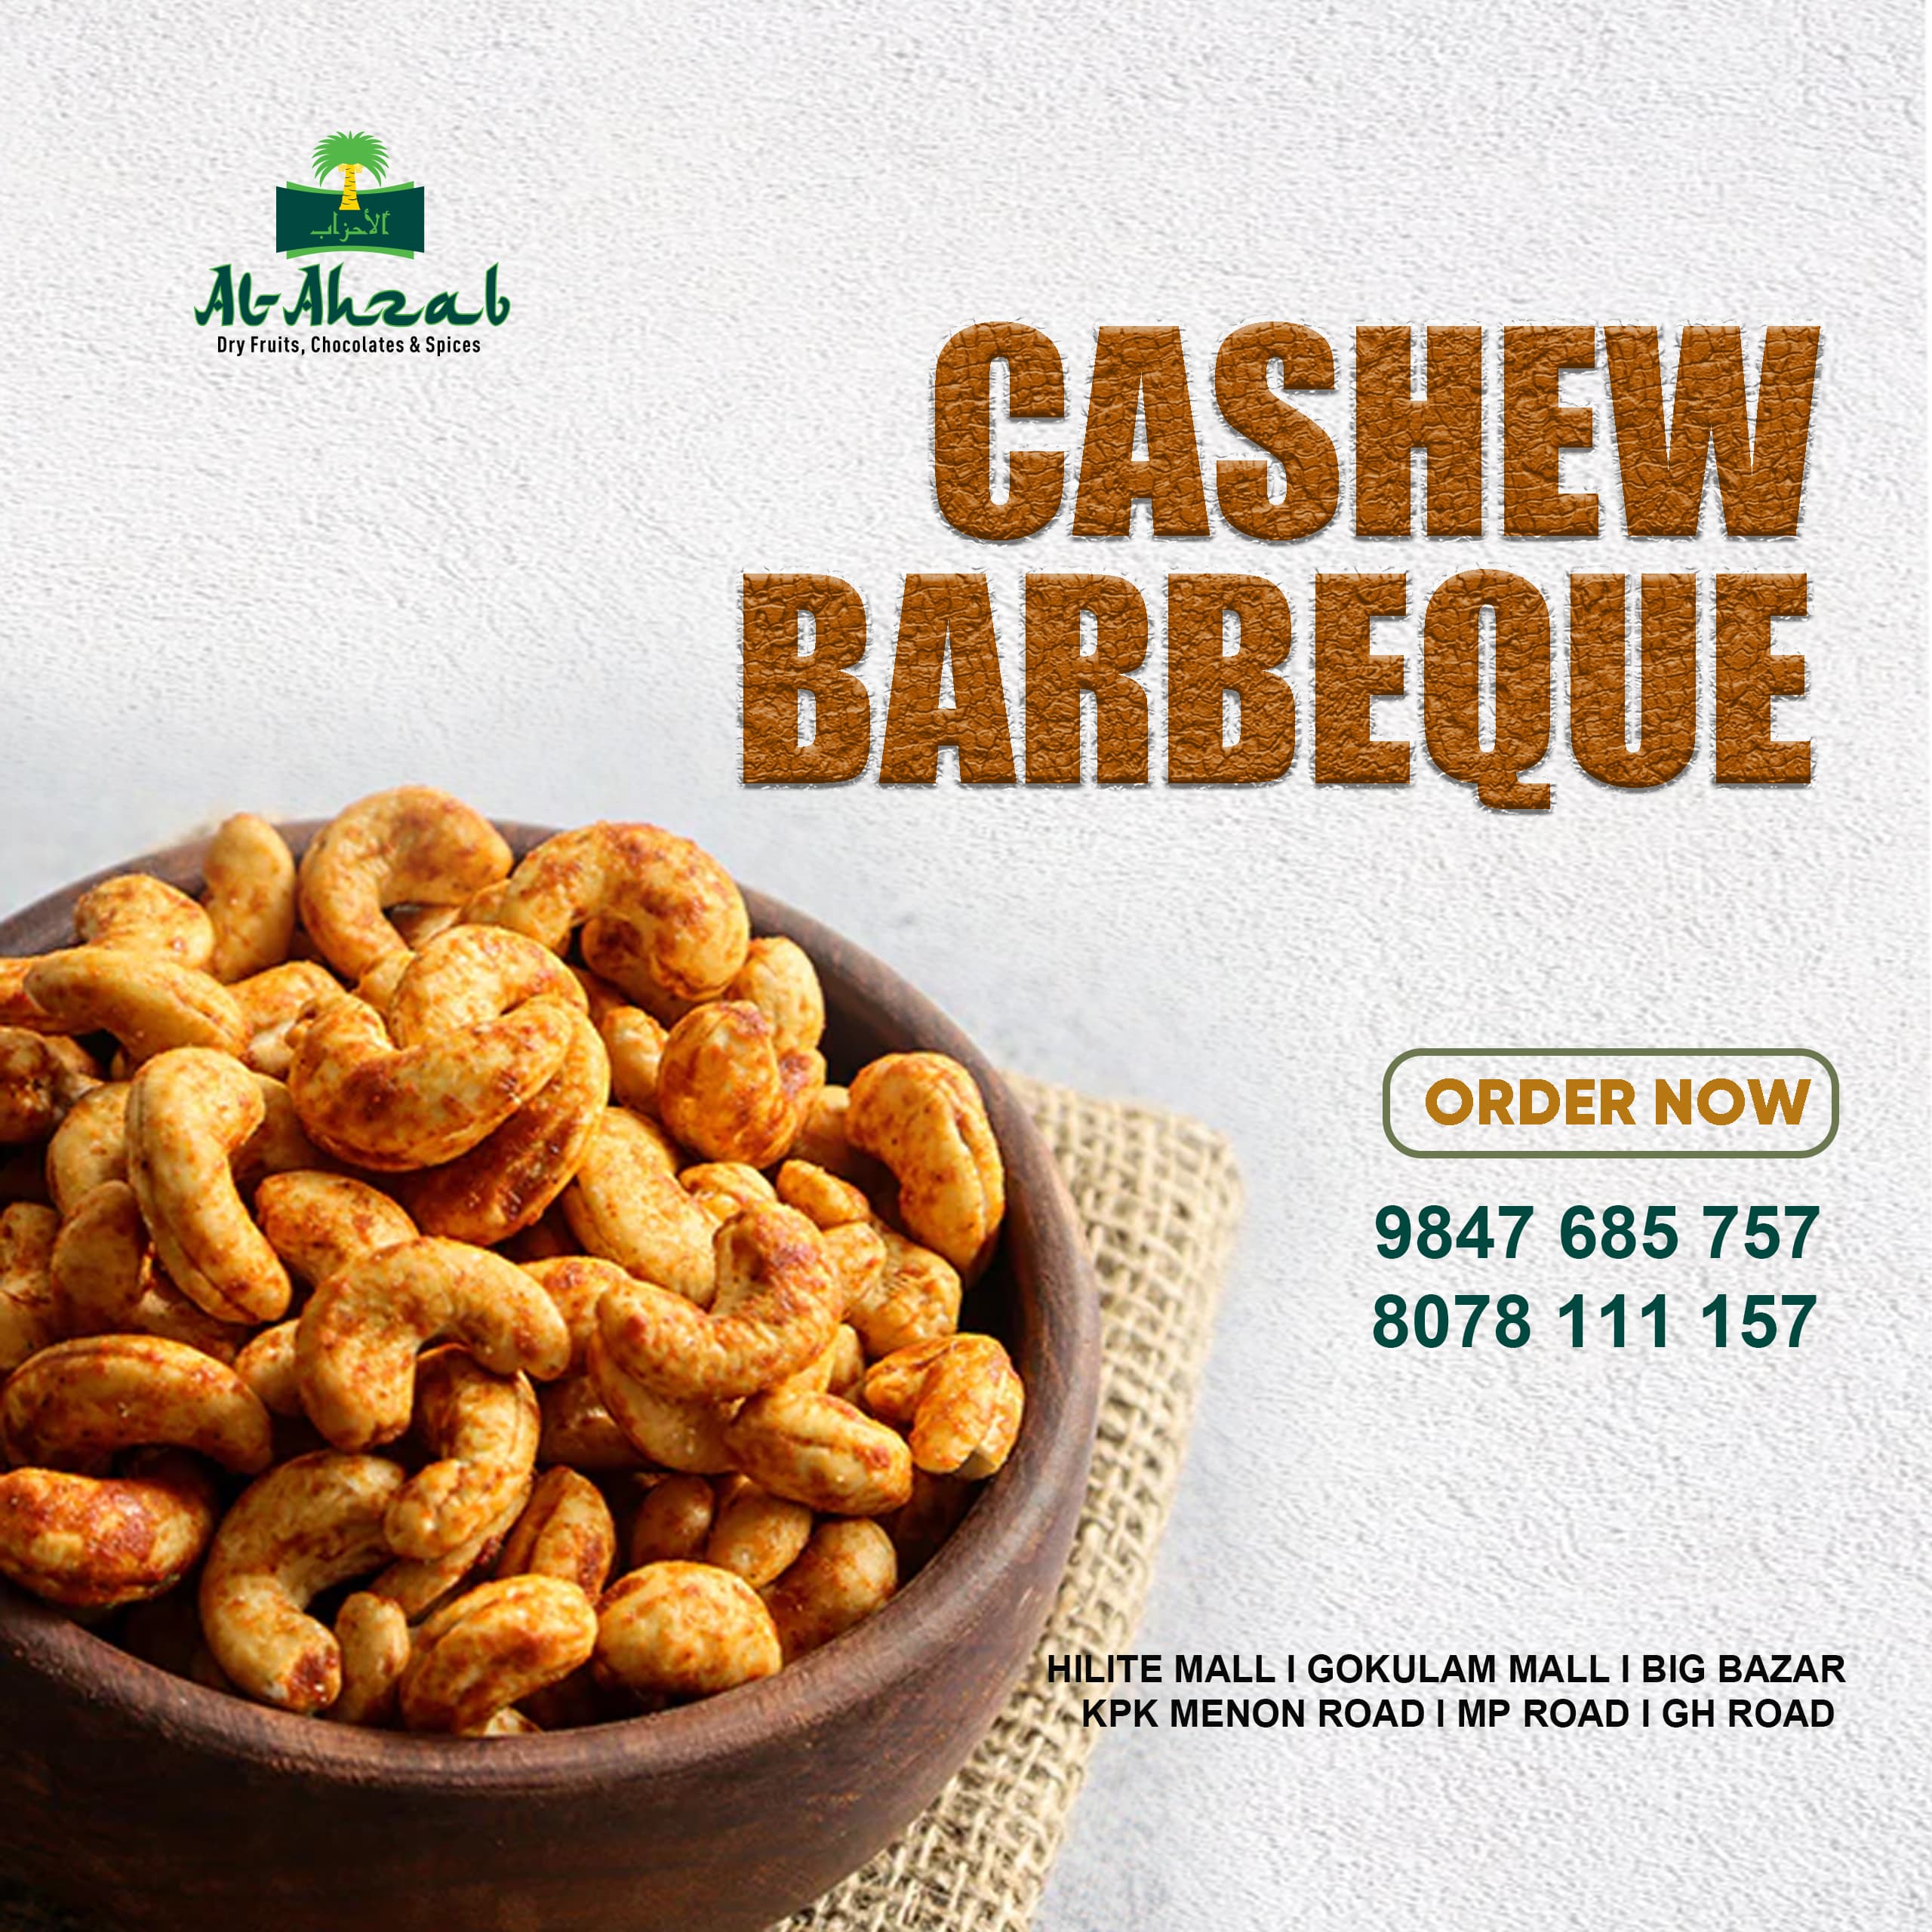 الأحزاب
Al-Ahzab
Dry Fruits, Chocolates & Spices
CASHEW
BARBEQUE
ORDER NOW
9847 685 757
8078 111 157
HILITE MALL I GOKULAM MALL I BIG BAZAR
KPK MENON ROAD I MP ROAD I GH ROAD